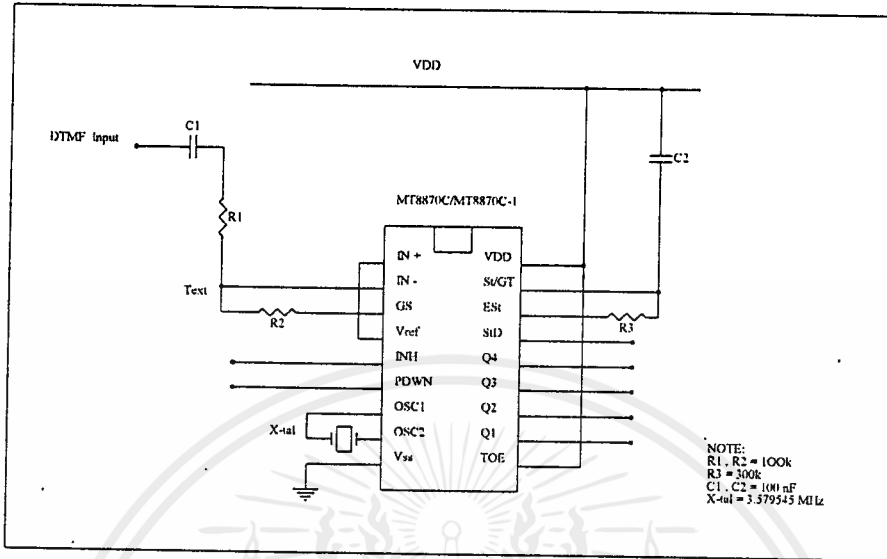 VDD
DTMF Input
C1
C2
R1
MT8870C/MT8870C-1
IN +
VDD
IN -
St/GT
Text
GS
ESt
R2
R3
Vref
StD
INH
Q4
PDWN
Q3
OSC1
Q2
X-tal
OSC2
Q1
Vss
TOE
NOTE:
R1 , R2 = 100k
R3 = 300k
C1 , C2 = 100 nF
X-tal = 3.579545 MHz